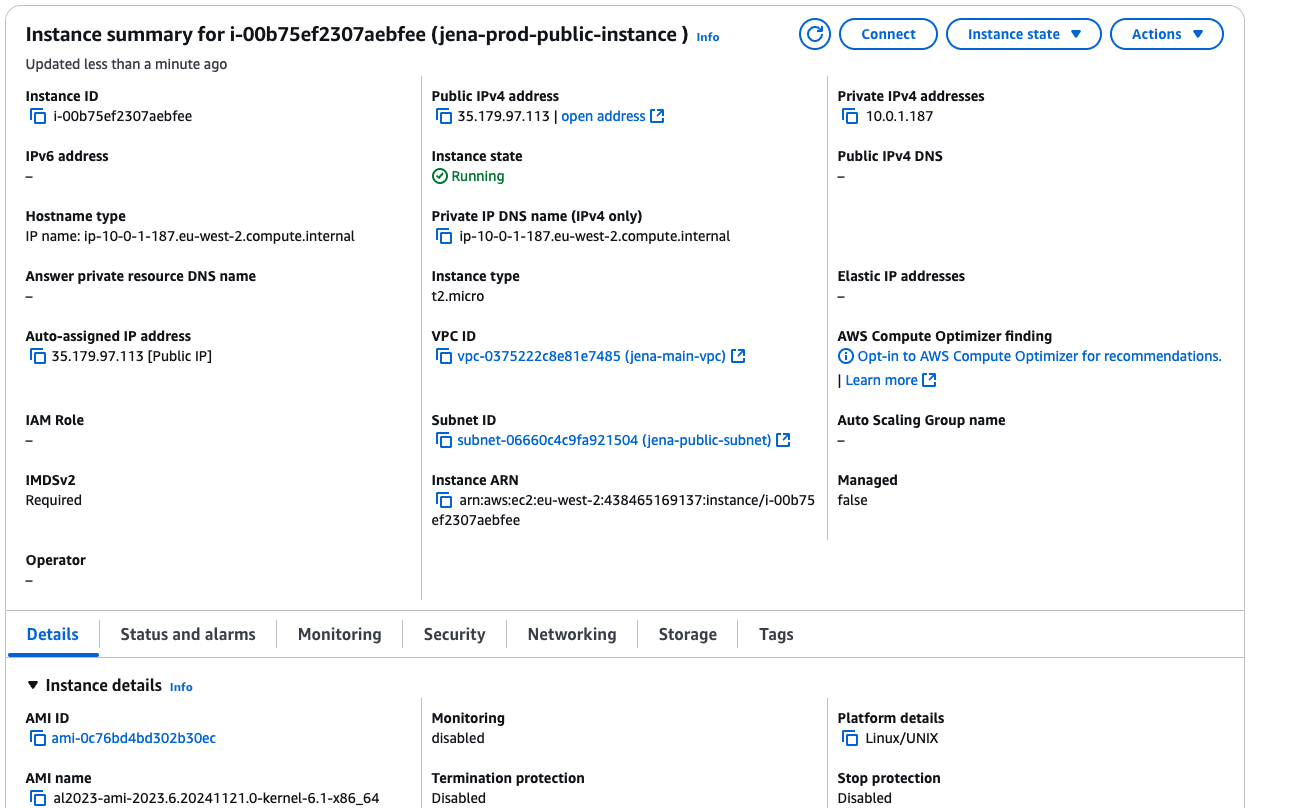 Instance summary for i-00b75ef2307aebfee (jena-prod-public-instance ) Info
Connect
Instance state
Actions
Updated less than a minute ago
Instance ID
i-00b75ef2307aebfee
Public IPv4 address
35.179.97.113 | open address
Private IPv4 addresses
10.0.1.187
IPv6 address
–
Instance state
Running
Public IPv4 DNS
–
Hostname type
IP name: ip-10-0-1-187.eu-west-2.compute.internal
Private IP DNS name (IPv4 only)
ip-10-0-1-187.eu-west-2.compute.internal
Answer private resource DNS name
–
Instance type
t2.micro
Elastic IP addresses
–
Auto-assigned IP address
35.179.97.113 [Public IP]
VPC ID
vpc-0375222c8e81e7485 (jena-main-vpc)
AWS Compute Optimizer finding
Opt-in to AWS Compute Optimizer for recommendations.
| Learn more
IAM Role
–
Subnet ID
subnet-06660c4c9fa921504 (jena-public-subnet)
Auto Scaling Group name
–
IMDSv2
Required
Instance ARN
arn:aws:ec2:eu-west-2:438465169137:instance/i-00b75
ef2307aebfee
Managed
false
Operator
–
Details
Status and alarms
Monitoring
Security
Networking
Storage
Tags
Instance details Info
AMI ID
ami-0c76bd4bd302b30ec
Monitoring
disabled
Platform details
Linux/UNIX
AMI name
al2023-ami-2023.6.20241121.0-kernel-6.1-x86_64
Termination protection
Disabled
Stop protection
Disabled